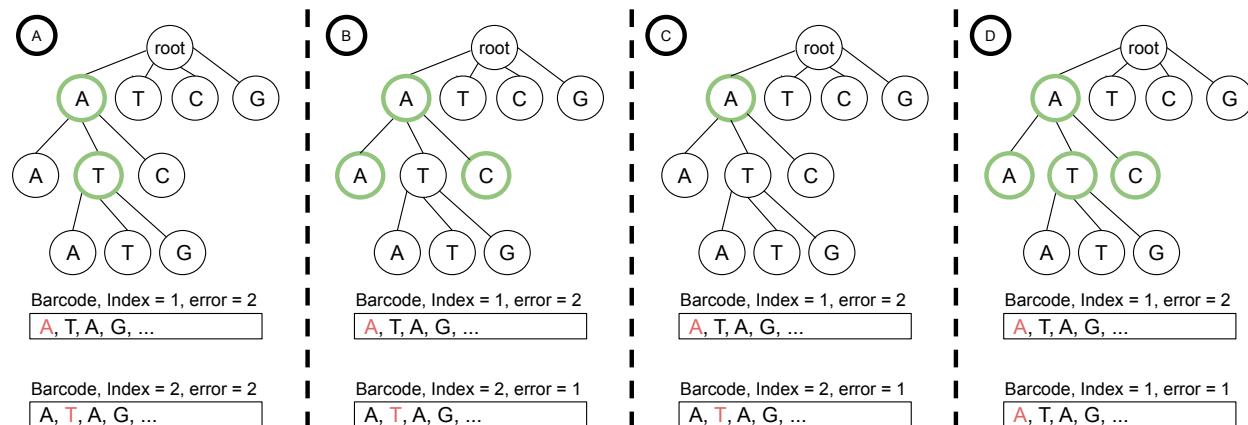 A
root
A T C G
A T C
A T G
Barcode, Index = 1, error = 2
A, T, A, G, ...
Barcode, Index = 2, error = 2
A, T, A, G, ...
B
root
A T C G
A T C
A T G
Barcode, Index = 1, error = 2
A, T, A, G, ...
Barcode, Index = 2, error = 1
A, T, A, G, ...
C
root
A T C G
A T C
A T G
Barcode, Index = 1, error = 2
A, T, A, G, ...
Barcode, Index = 2, error = 1
A, T, A, G, ...
D
root
A T C G
A T C
A T G
Barcode, Index = 1, error = 2
A, T, A, G, ...
Barcode, Index = 1, error = 1
A, T, A, G, ...